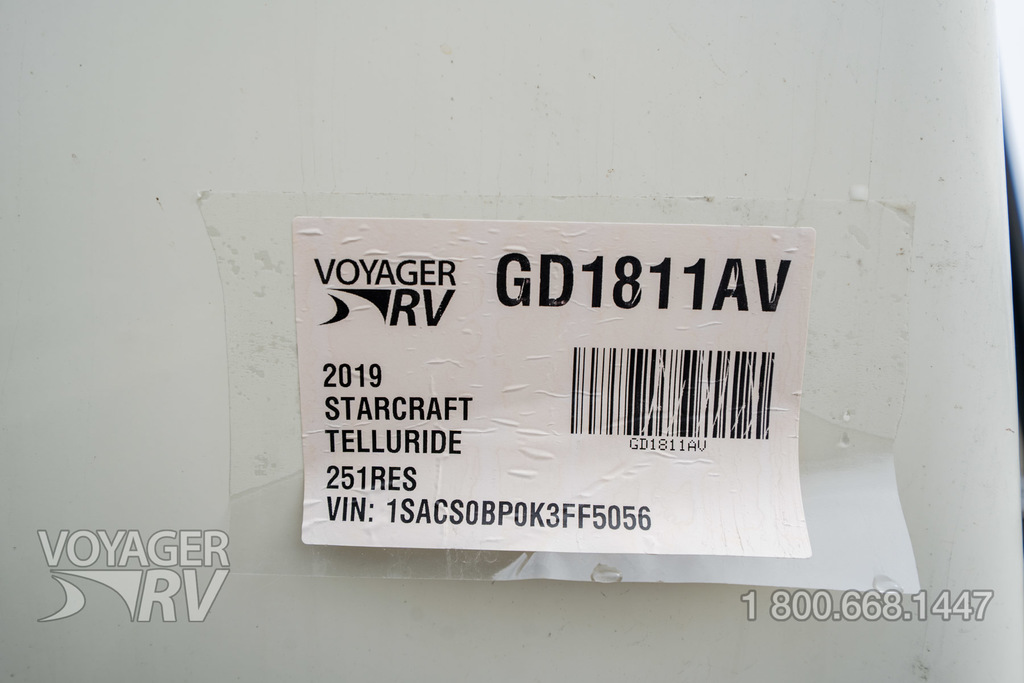 VOYAGER
RV
GD1811AV
2019
STARCRAFT
TELLURIDE
251RES
VIN: 1SACS0BP0K3FF5056
GD1811AV
VOYAGER
RV
1 800.668.1447